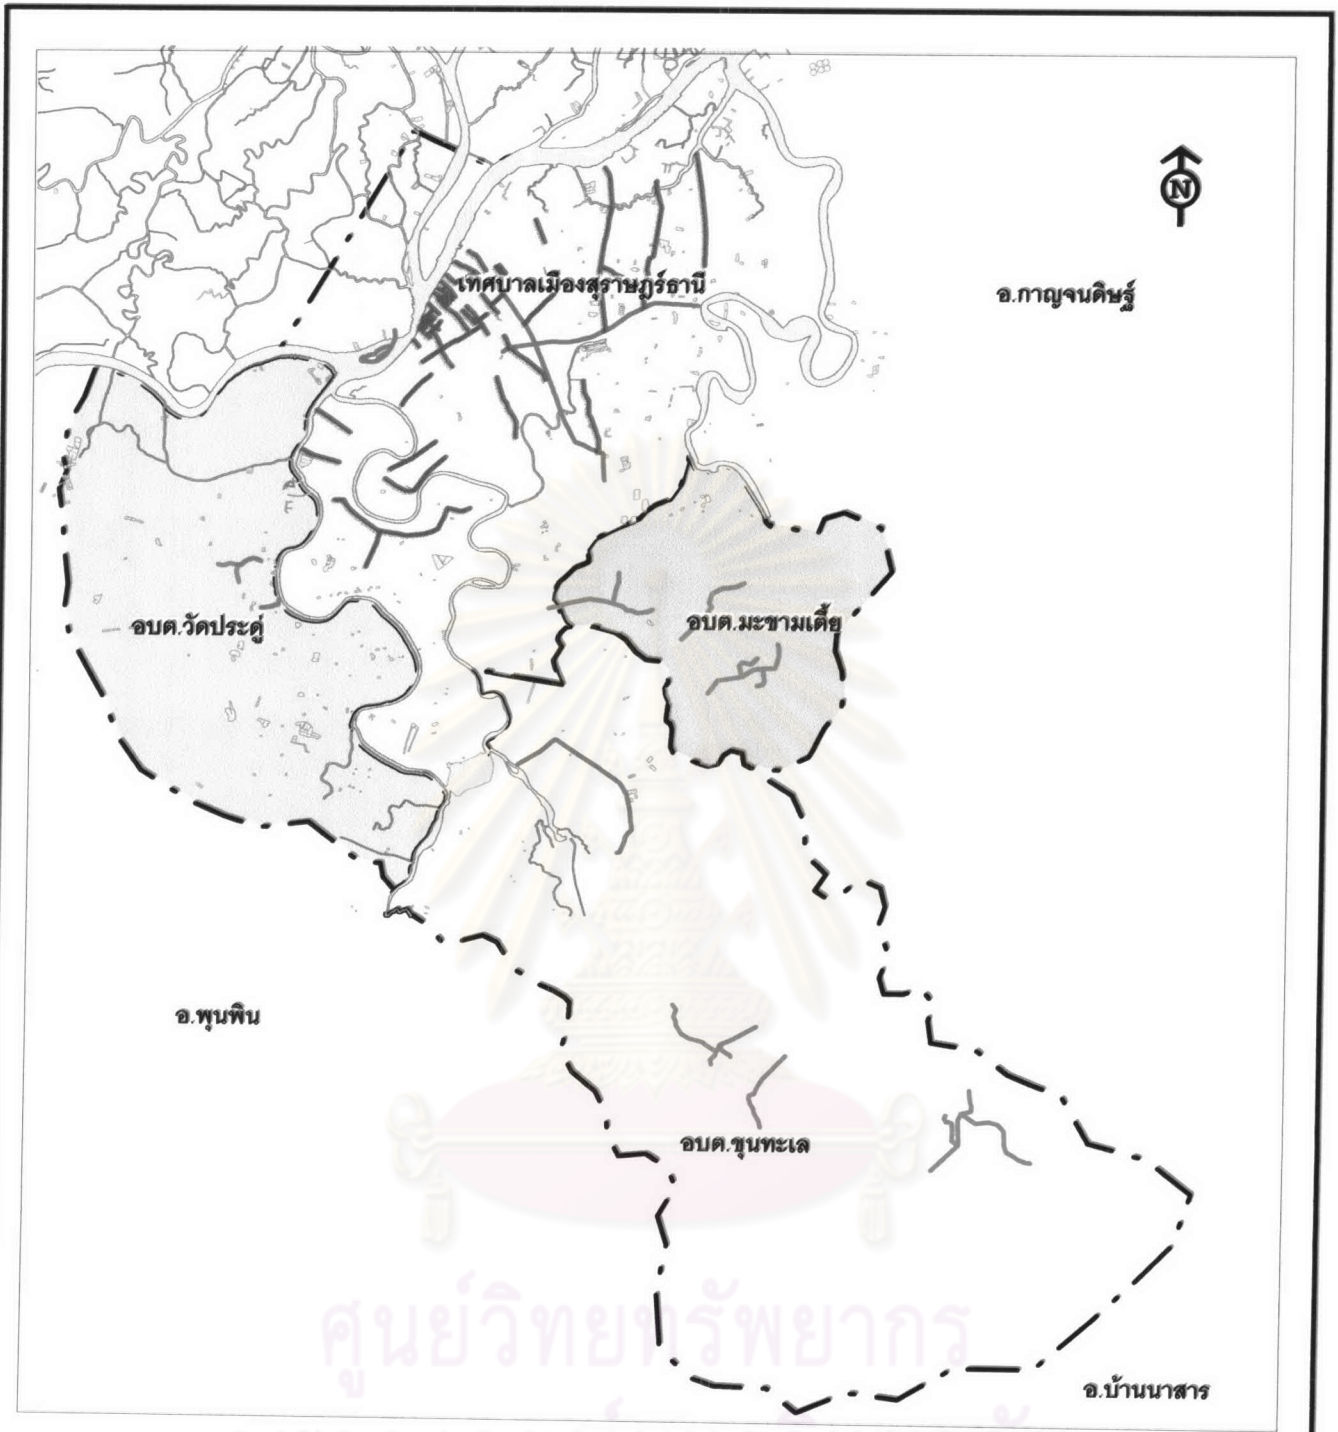 N
เทศบาลเมืองสุราษฎร์ธานี
อ.กาญจนดิษฐ์
อบต.วัดประดู่
อบต.มะขามเตี้ย
อ.พุนพิน
อบต.ขุนทะเล
ศูนย์วิทยทรัพยากร
อ.บ้านนาสาร